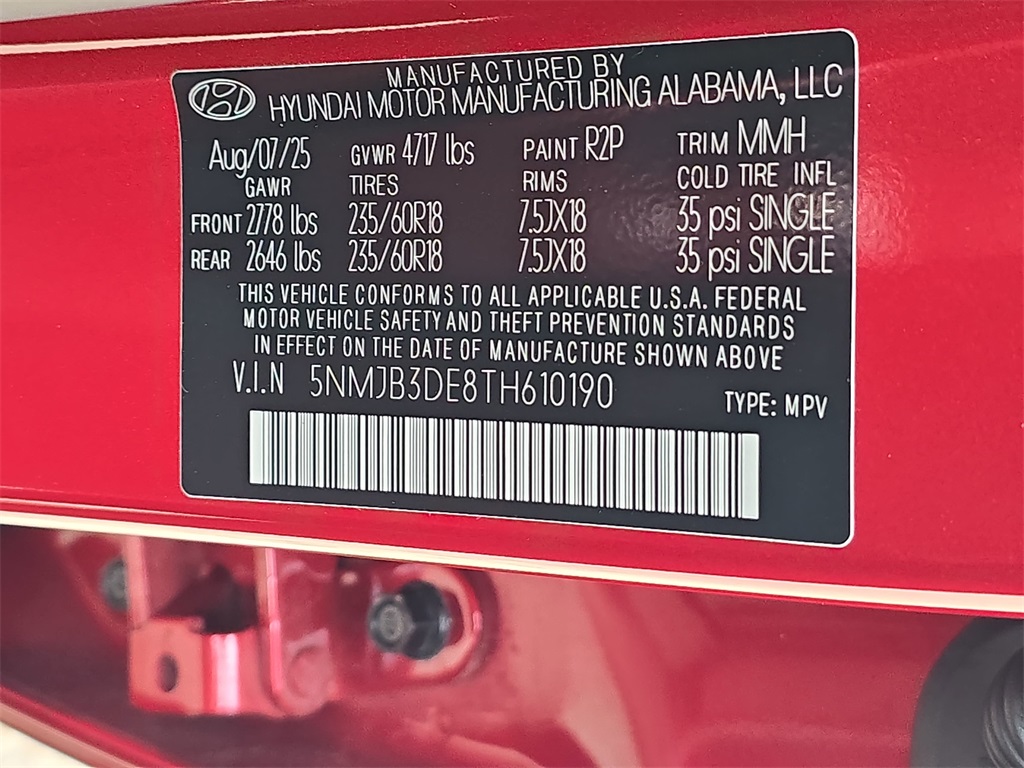 MANUFACTURED BY
HYUNDAI MOTOR MANUFACTURING ALABAMA, LLC
Aug/07/25 GVWR 4717 lbs PAINT R2P TRIM MMH
GAWR TIRES RIMS COLD TIRE INFL
FRONT 2778 lbs 235/60R18 7.5JX18 35 psi SINGLE
REAR 2646 lbs 235/60R18 7.5JX18 35 psi SINGLE
THIS VEHICLE CONFORMS TO ALL APPLICABLE U.S.A. FEDERAL
MOTOR VEHICLE SAFETY AND THEFT PREVENTION STANDARDS
IN EFFECT ON THE DATE OF MANUFACTURE SHOWN ABOVE
V.I.N 5NMJB3DE8TH610190 TYPE: MPV